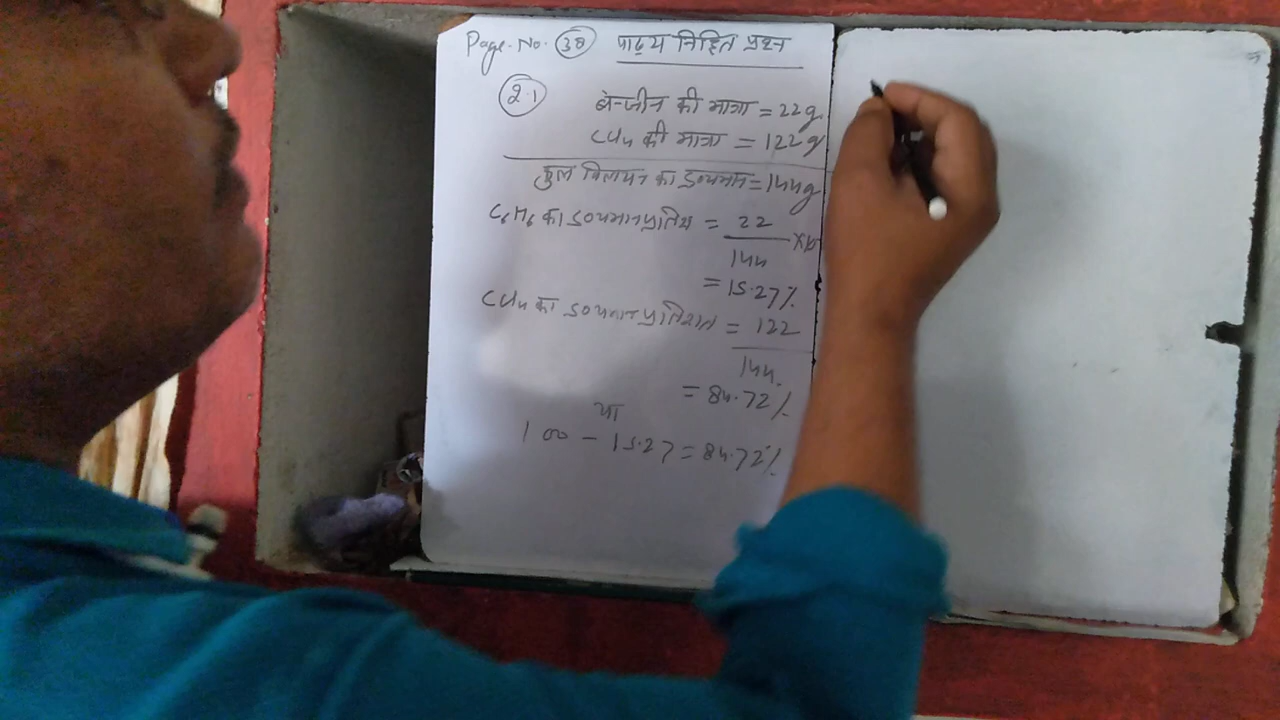 Page. No. 38 पाठ्य निहित प्रश्न
2.1 बेन्जीन की मात्रा = 22g.
CCl4 की मात्रा = 122g
कुल विलयन का द्रव्यमान = 144g
C6H6 का द्रव्यमान प्रतिशत = 22
144
= 15.27%
CCl4 का द्रव्यमान प्रतिशत = 122
144.
= 84.72%
या
100 - 15.27 = 84.72%